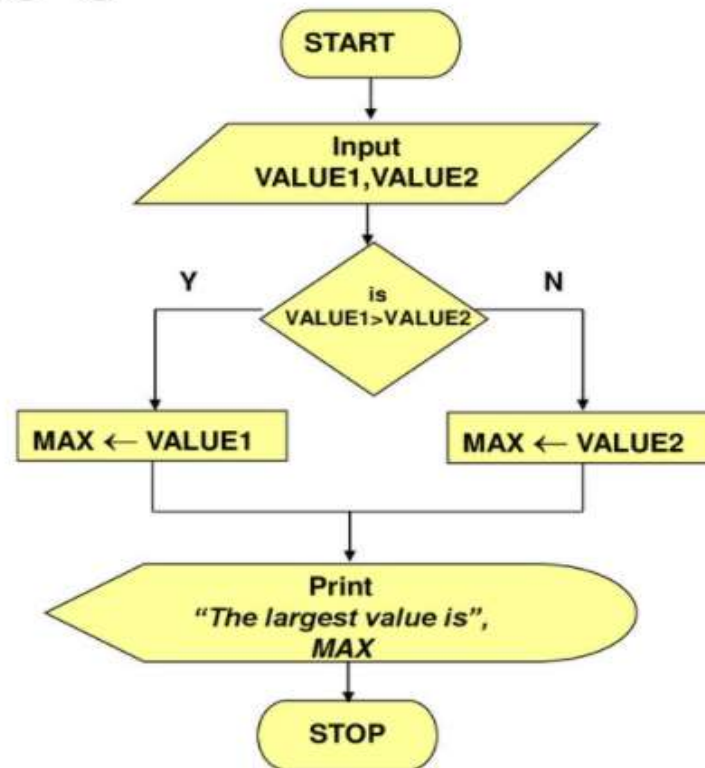 START
Input
VALUE1,VALUE2
Y
N
is
VALUE1>VALUE2
MAX ← VALUE1
MAX ← VALUE2
Print
“The largest value is”,
MAX
STOP